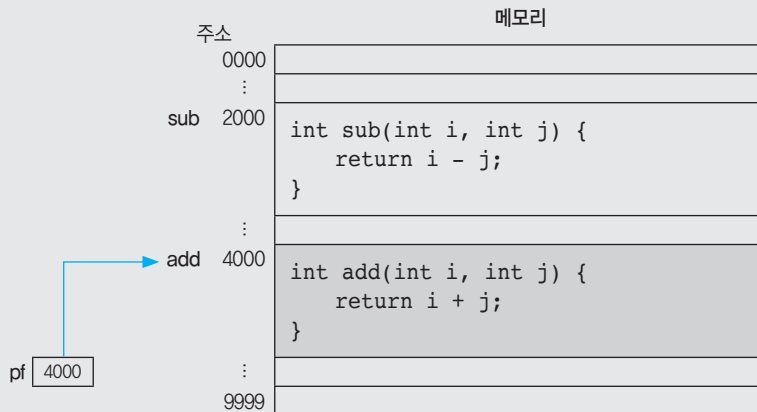 메모리
주소
0000
⋮
sub 2000
int sub(int i, int j) {
return i - j;
}
⋮
add 4000
int add(int i, int j) {
return i + j;
}
pf 4000
⋮
9999